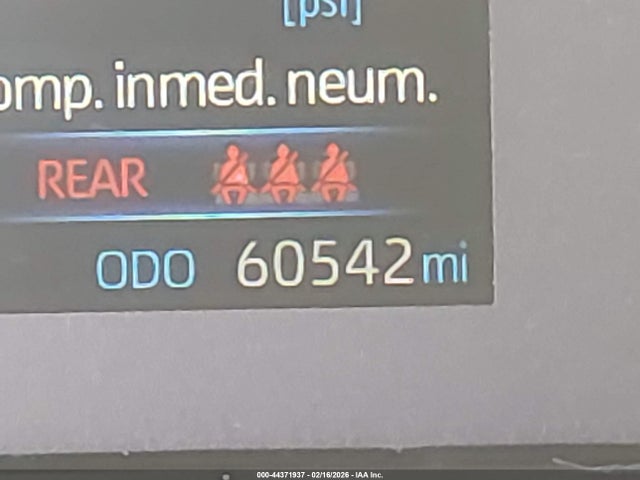 [psi]
omp. inmed. neum.
REAR
ODO 60542 mi
000-44371937 - 02/16/2026 - IAA Inc.